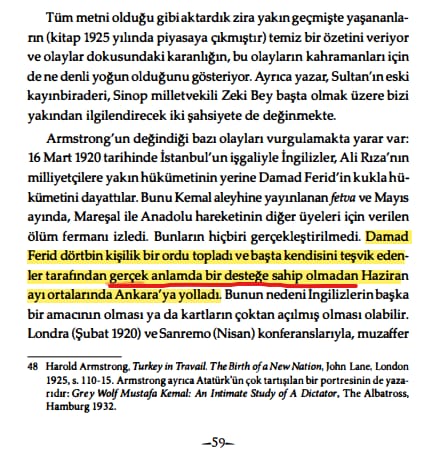 Tüm metni olduğu gibi aktardık zira yakın geçmişte yaşananla-
rın (kitap 1925 yılında piyasaya çıkmıştır) temiz bir özetini veriyor
ve olaylar dokusundaki karanlığın, bu olayların kahramanları için
de ne denli yoğun olduğunu gösteriyor. Ayrıca yazar, Sultan'ın eski
kayınbiraderi, Sinop milletvekili Zeki Bey başta olmak üzere bizi
yakından ilgilendirecek iki şahsiyete de değinmekte.
Armstrong'un değindiği bazı olayları vurgulamakta yarar var:
16 Mart 1920 tarihinde İstanbul'un işgaliyle İngilizler, Ali Rıza'nın
milliyetçilere yakın hükümetinin yerine Damad Ferid'in kukla hü-
kümetini dayattılar. Bunu Kemal aleyhine yayınlanan fetva ve Mayıs
ayında, Mareşal ile Anadolu hareketinin diğer üyeleri için verilen
ölüm fermanı izledi. Bunların hiçbiri gerçekleştirilmedi. Damad
Ferid dörtbin kişilik bir ordu topladı ve başta kendisini teşvik eden-
ler tarafından gerçek anlamda bir desteğe sahip olmadan Haziran
ayı ortalarında Ankara'ya yolladı. Bunun nedeni İngilizlerin başka
bir amacının olması ya da kartların çoktan açılmış olması olabilir.
Londra (Şubat 1920) ve Sanremo (Nisan) konferanslarıyla, muzaffer
48 Harold Armstrong, Turkey in Travail. The Birth of a New Nation, John Lane, London
1925, s. 110-15. Armstrong ayrıca Atatürk'ün çok tartışılan bir portresinin de yaza-
rıdır: Grey Wolf Mustafa Kemal: An Intimate Study of A Dictator, The Albatross,
Hamburg 1932.
–59–